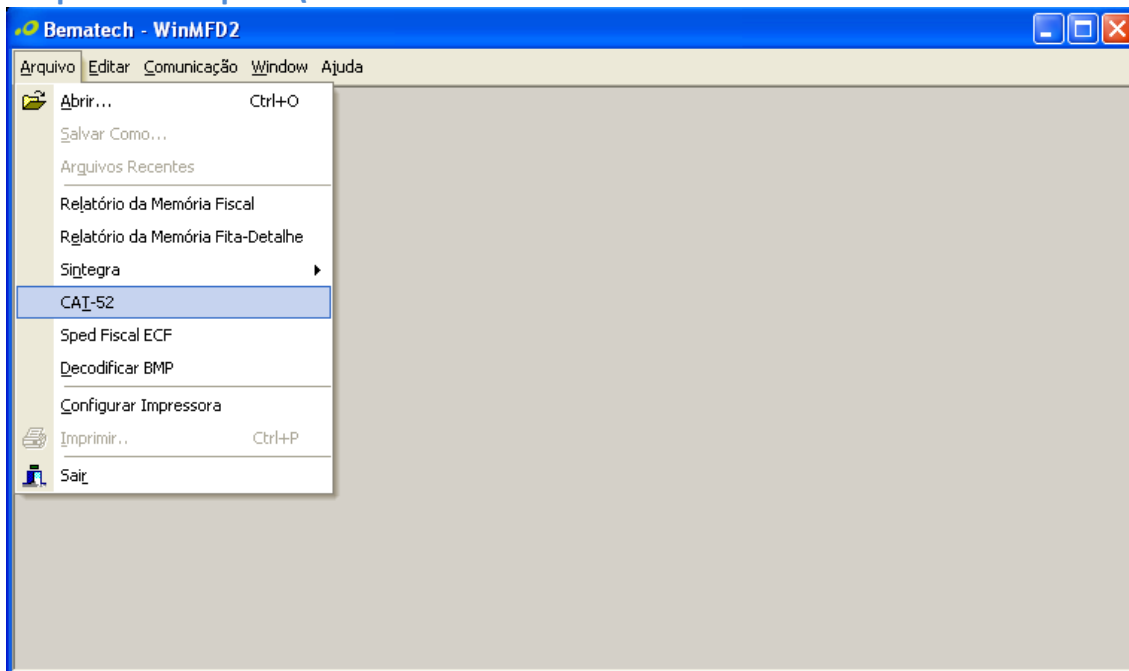 Bematech - WinMFD2
Arquivo Editar Comunicação Window Ajuda
Abrir... Ctrl+O
Salvar Como...
Arquivos Recentes
Relatório da Memória Fiscal
Relatório da Memória Fita-Detalhe
Sintegra
CAT-52
Sped Fiscal ECF
Decodificar BMP
Configurar Impressora
Imprimir.. Ctrl+P
Sair